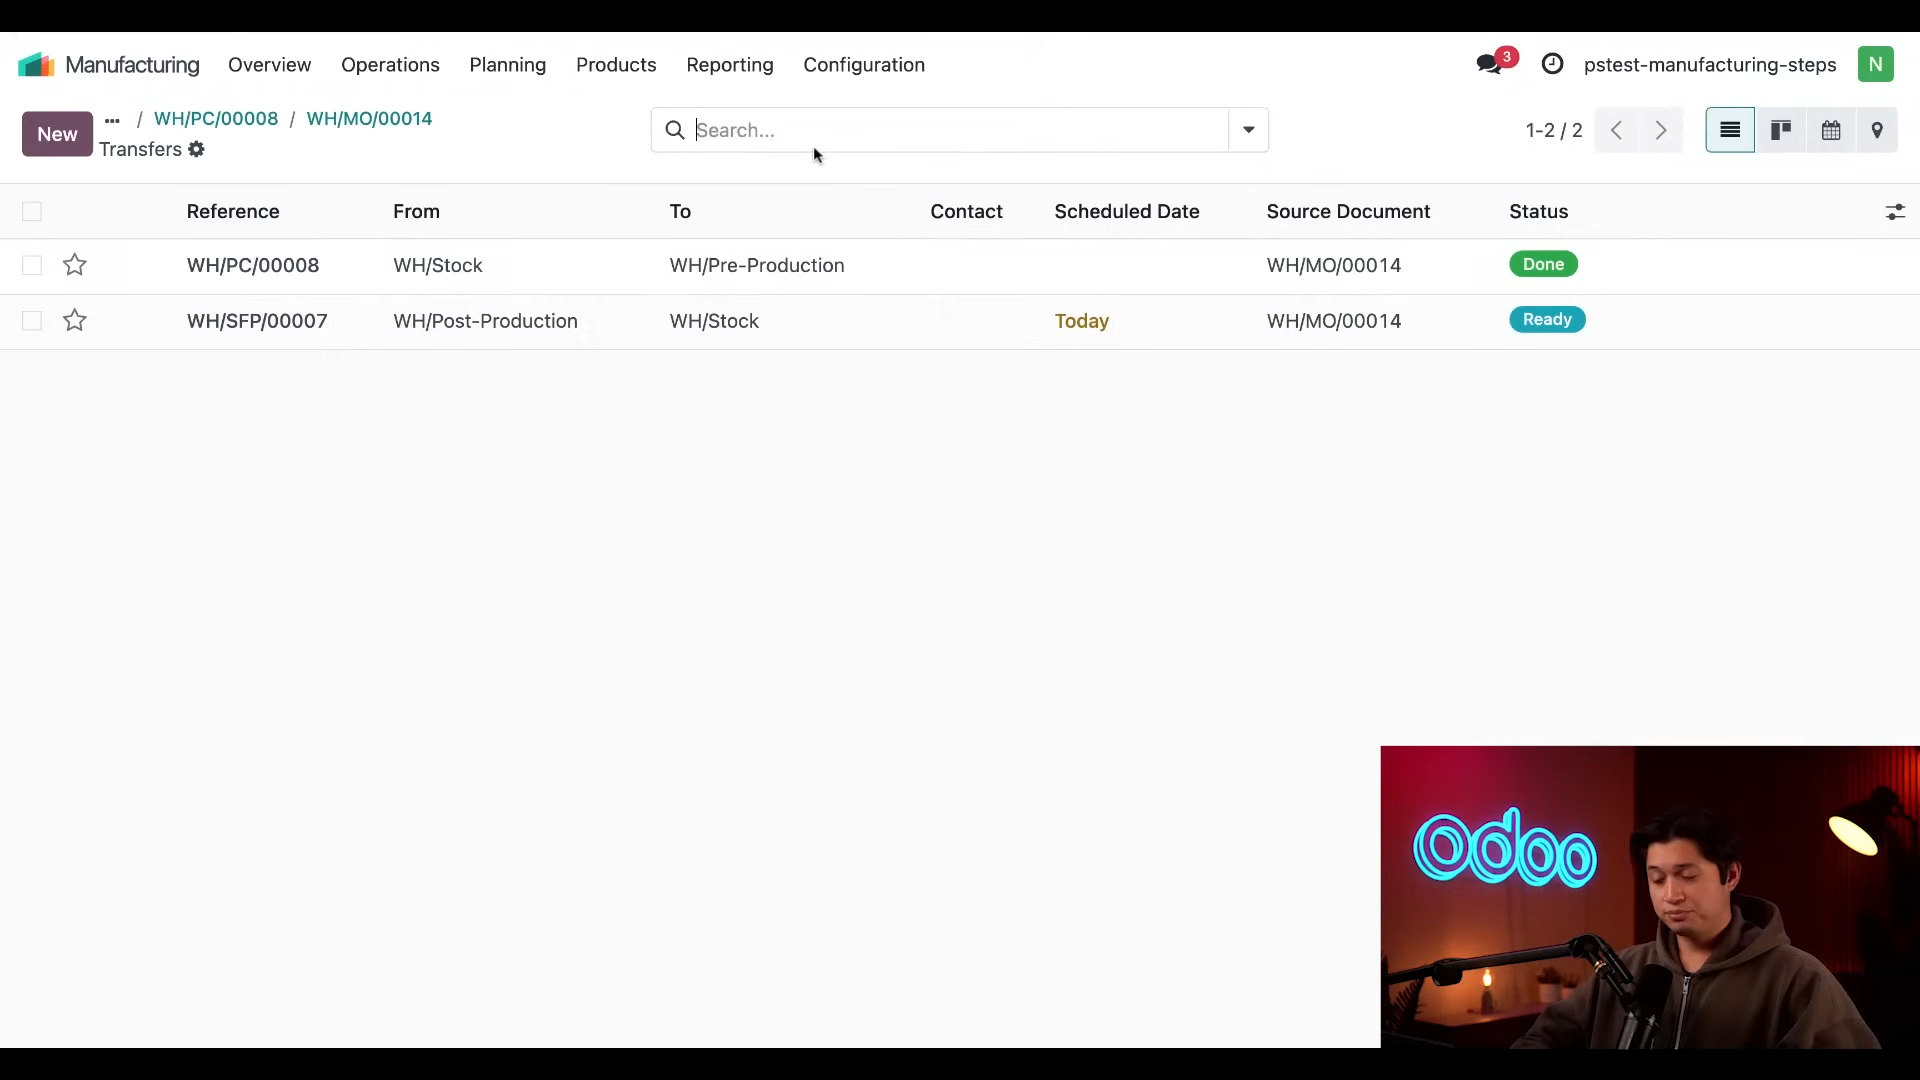 Manufacturing Overview Operations Planning Products Reporting Configuration 3 pstest-manufacturing-steps N
New ... / WH/PC/00008 / WH/MO/00014
Transfers
Search...
1-2 / 2
Reference From To Contact Scheduled Date Source Document Status
WH/PC/00008 WH/Stock WH/Pre-Production WH/MO/00014 Done
WH/SFP/00007 WH/Post-Production WH/Stock Today WH/MO/00014 Ready
odoo